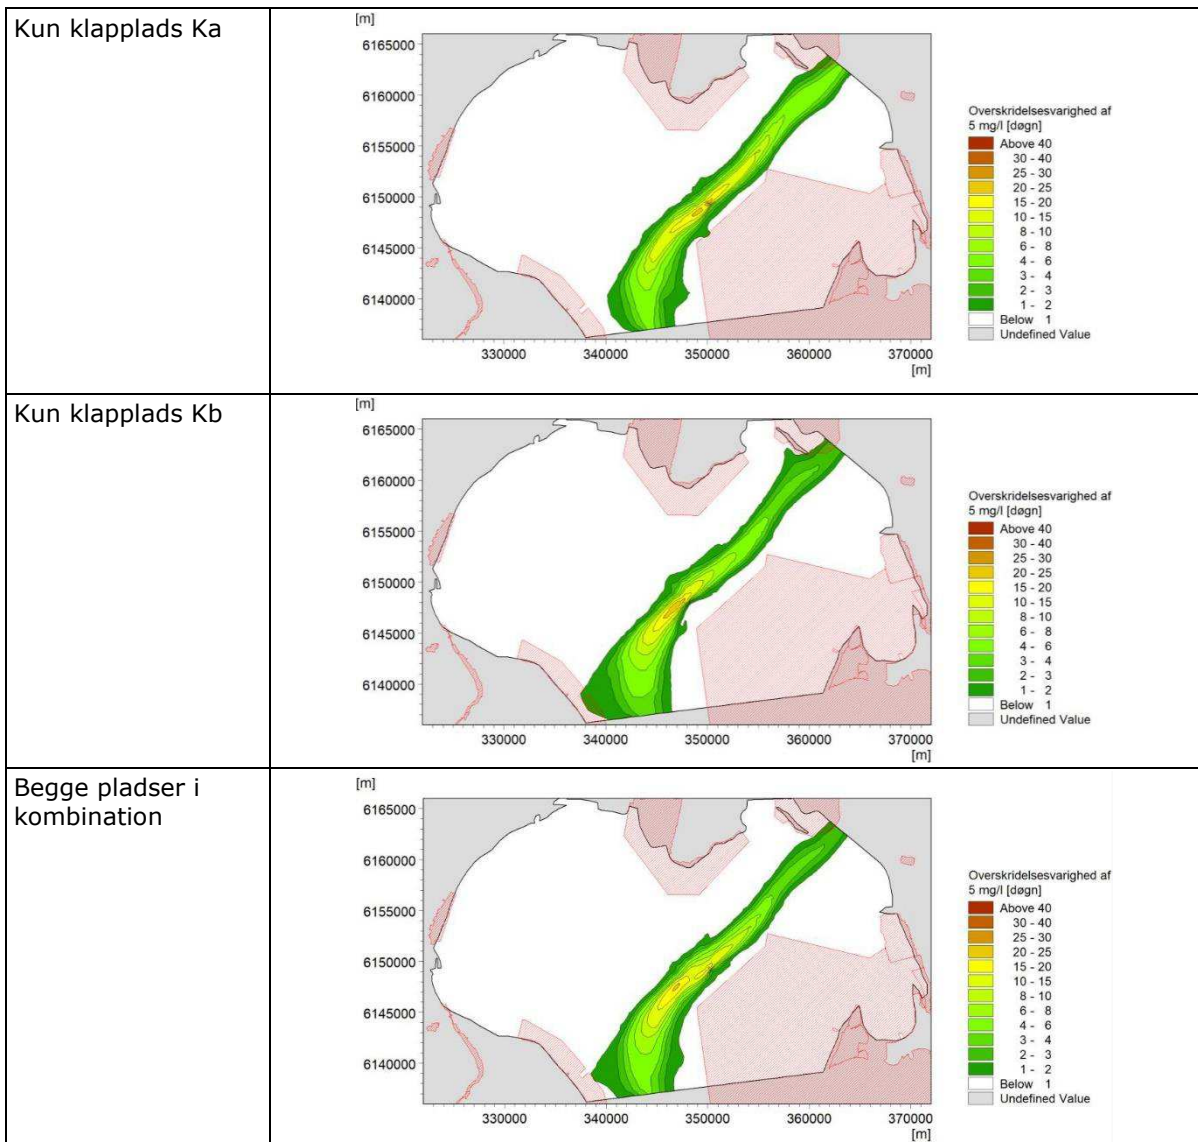 Kun klapplads Ka
[m]
6165000
6160000
6155000
6150000
6145000
6140000
330000 340000 350000 360000 370000
[m]
Overskridelsesvarighed af
5 mg/l [døgn]
Above 40
30 - 40
25 - 30
20 - 25
15 - 20
10 - 15
8 - 10
6 - 8
4 - 6
3 - 4
2 - 3
1 - 2
Below 1
Undefined Value
Kun klapplads Kb
[m]
6165000
6160000
6155000
6150000
6145000
6140000
330000 340000 350000 360000 370000
[m]
Overskridelsesvarighed af
5 mg/l [døgn]
Above 40
30 - 40
25 - 30
20 - 25
15 - 20
10 - 15
8 - 10
6 - 8
4 - 6
3 - 4
2 - 3
1 - 2
Below 1
Undefined Value
Begge pladser i
kombination
[m]
6165000
6160000
6155000
6150000
6145000
6140000
330000 340000 350000 360000 370000
[m]
Overskridelsesvarighed af
5 mg/l [døgn]
Above 40
30 - 40
25 - 30
20 - 25
15 - 20
10 - 15
8 - 10
6 - 8
4 - 6
3 - 4
2 - 3
1 - 2
Below 1
Undefined Value